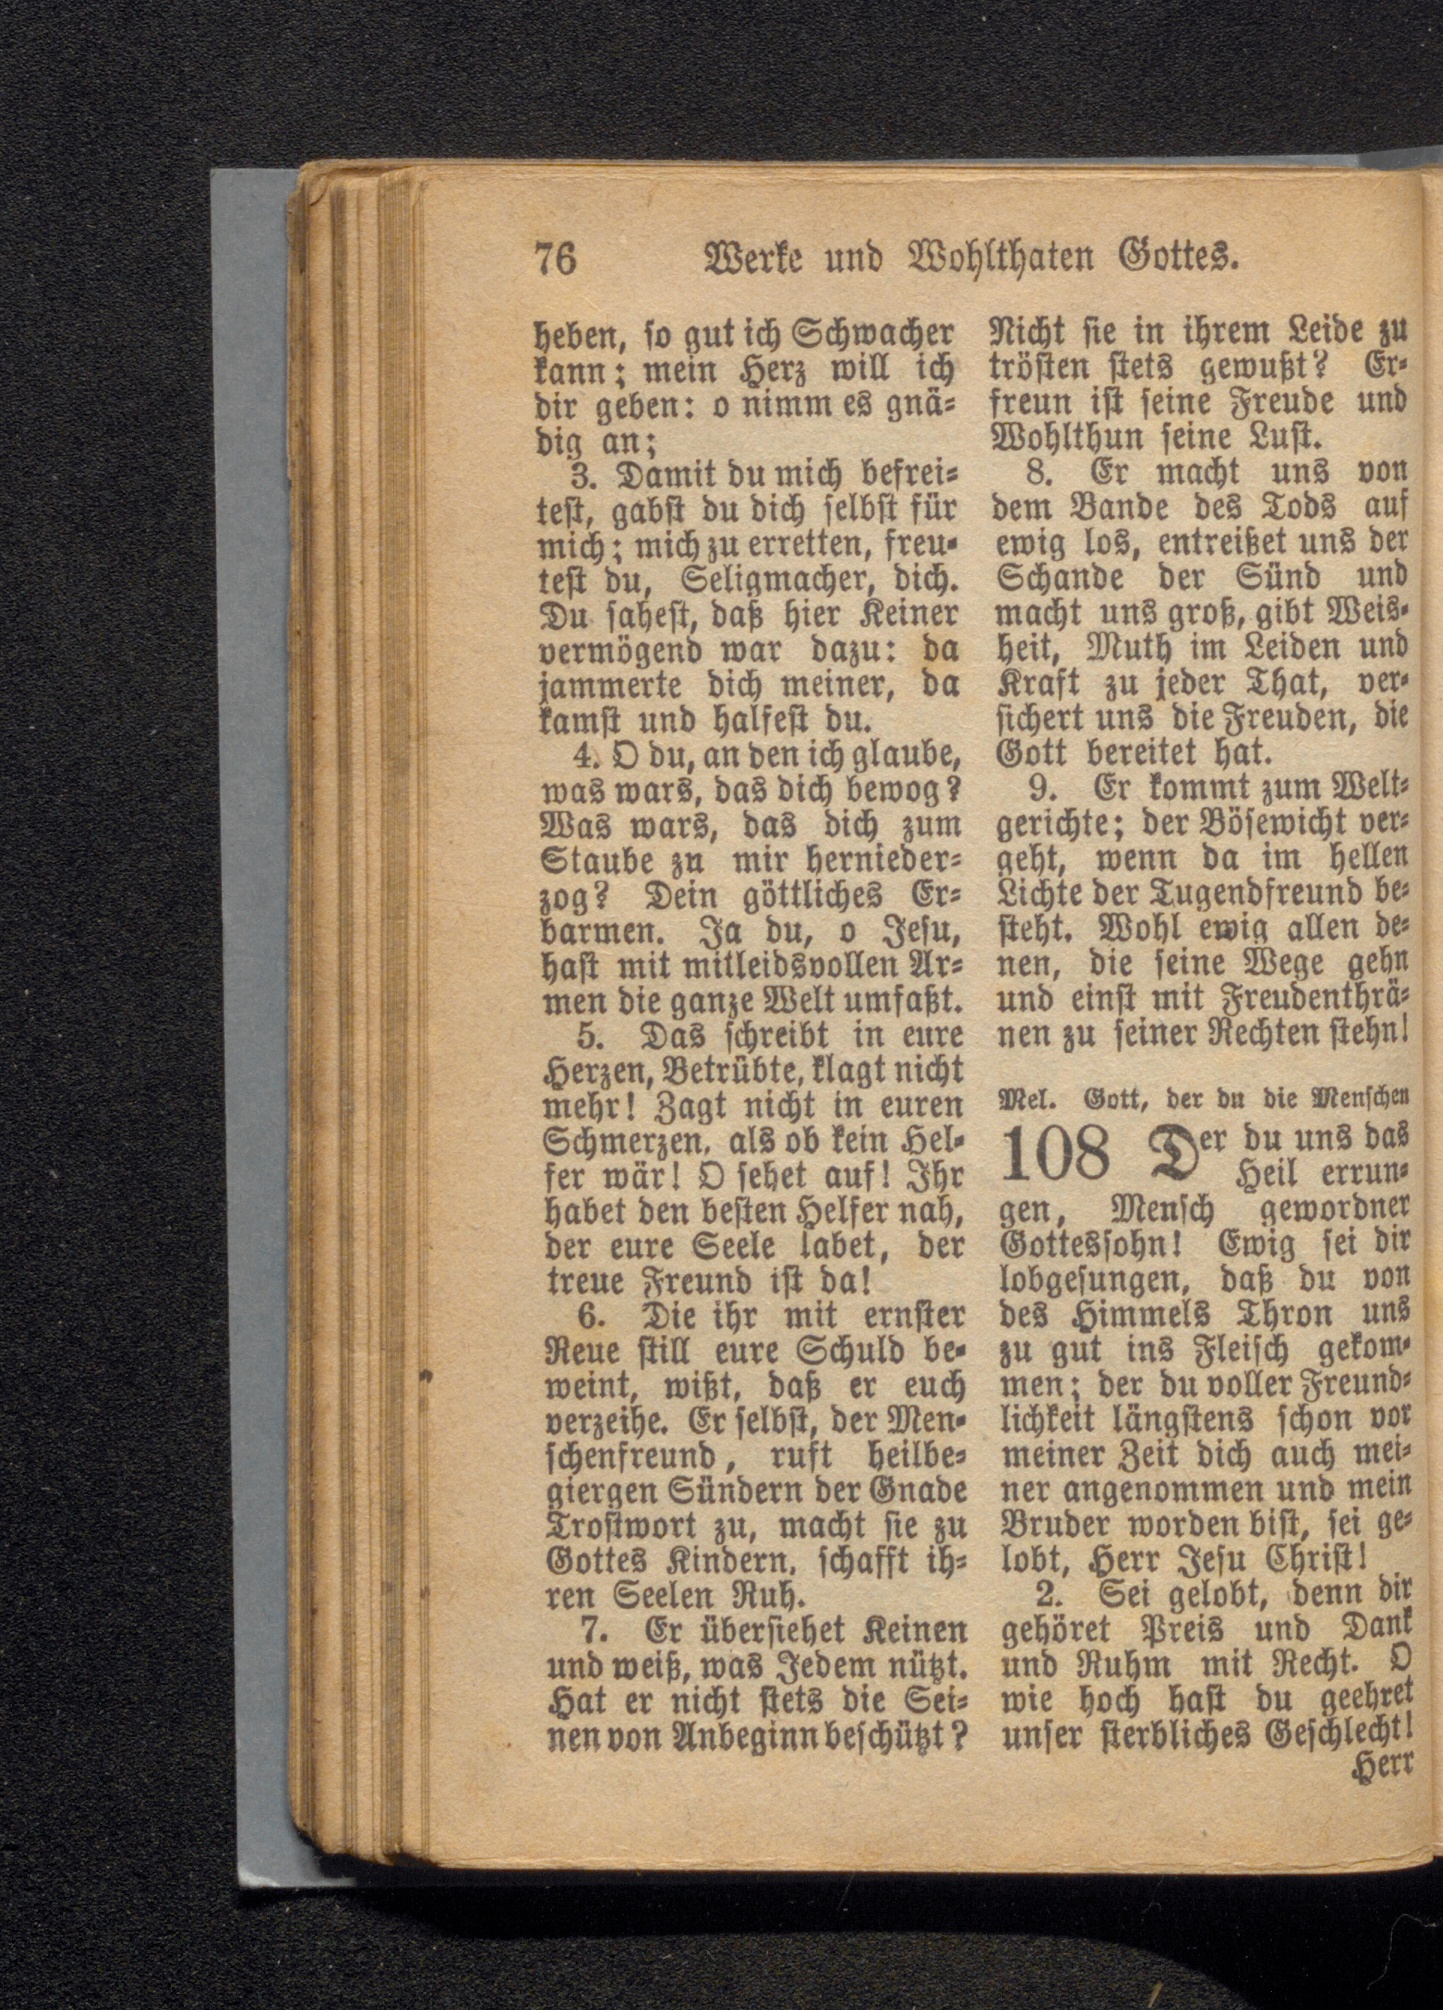 76 Werke und Wohlthaten Gottes.
heben, so gut ich Schwacher
kann; mein Herz will ich
dir geben: o nimm es gnä-
dig an;
3. Damit du mich befrei-
test, gabst du dich selbst für
mich; mich zu erretten, freu-
test du, Seligmacher, dich.
Du sahest, daß hier Keiner
vermögend war dazu: da
jammerte dich meiner, da
kamst und halfest du.
4. O du, an den ich glaube,
was wars, das dich bewog?
Was wars, das dich zum
Staube zu mir hernieder-
zog? Dein göttliches Er-
barmen. Ja du, o Jesu,
hast mit mitleidsvollen Ar-
men die ganze Welt umfaßt.
5. Das schreibt in eure
Herzen, Betrübte, klagt nicht
mehr! Zagt nicht in euren
Schmerzen, als ob kein Hel-
fer wär! O sehet auf! Ihr
habet den besten Helfer nah,
der eure Seele labet, der
treue Freund ist da!
6. Die ihr mit ernster
Reue still eure Schuld be-
weint, wißt, daß er euch
verzeihe. Er selbst, der Men-
schenfreund, ruft heilbe-
giergen Sündern der Gnade
Trostwort zu, macht sie zu
Gottes Kindern, schafft ih-
ren Seelen Ruh.
7. Er übersiehet Keinen
und weiß, was Jedem nützt.
Hat er nicht stets die Sei-
nen von Anbeginn beschützt?
Nicht sie in ihrem Leide zu
trösten stets gewußt? Er-
freun ist seine Freude und
Wohlthun seine Lust.
8. Er macht uns von
dem Bande des Tods auf
ewig los, entreißet uns der
Schande der Sünd und
macht uns groß, gibt Weis-
heit, Muth im Leiden und
Kraft zu jeder That, ver-
sichert uns die Freuden, die
Gott bereitet hat.
9. Er kommt zum Welt-
gerichte; der Bösewicht ver-
geht, wenn da im hellen
Lichte der Tugendfreund be-
steht. Wohl ewig allen de-
nen, die seine Wege gehn
und einst mit Freudenthrä-
nen zu seiner Rechten stehn!
Mel. Gott, der du die Menschen
108 Der du uns das
Heil errun-
gen, Mensch gewordner
Gottessohn! Ewig sei dir
lobgesungen, daß du von
des Himmels Thron uns
zu gut ins Fleisch gekom-
men; der du voller Freund-
lichkeit längstens schon vor
meiner Zeit dich auch mei-
ner angenommen und mein
Bruder worden bist, sei ge-
lobt, Herr Jesu Christ!
2. Sei gelobt, denn dir
gehöret Preis und Dank
und Ruhm mit Recht. O
wie hoch hast du geehret
unser sterbliches Geschlecht!
Herr